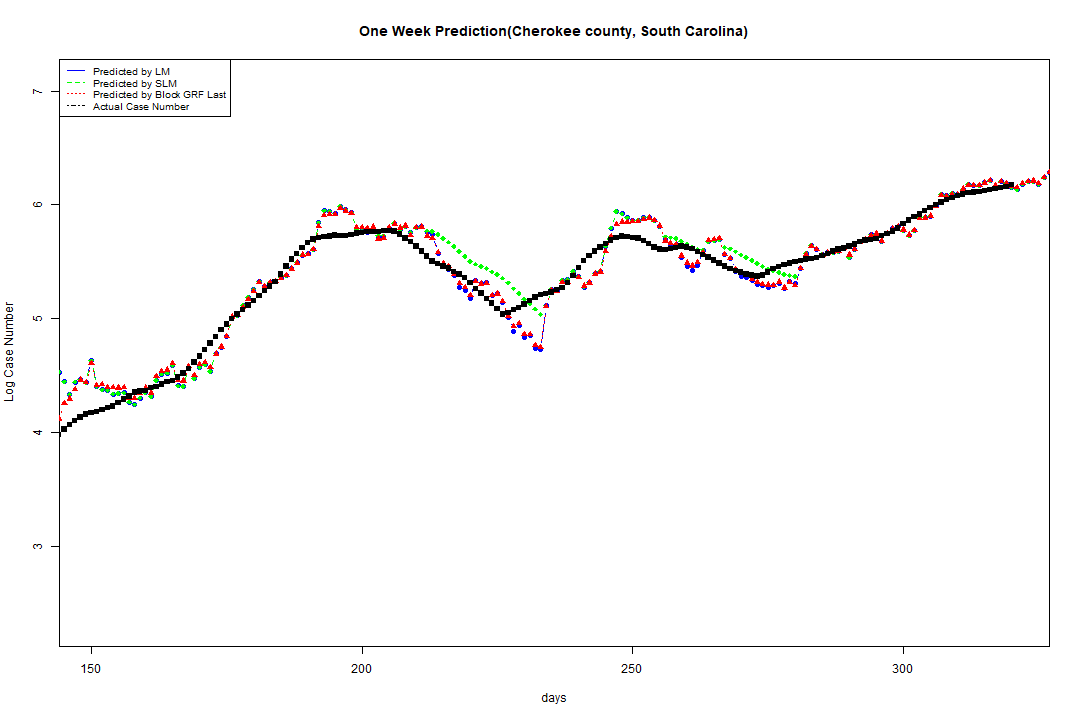 One Week Prediction(Cherokee county, South Carolina)
Predicted by LM
Predicted by SLM
Predicted by Block GRF Last
Actual Case Number
7
6
5
4
3
Log Case Number
150
200
250
300
days